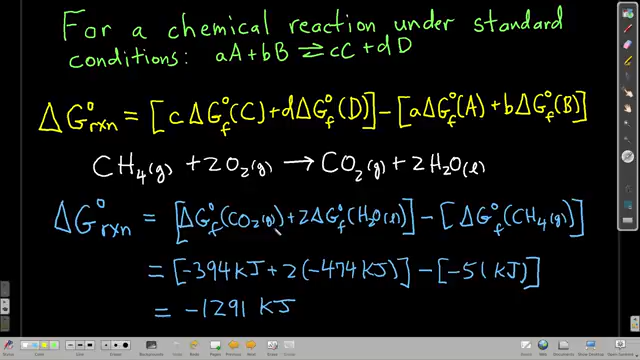 For a chemical reaction under standard
conditions: aA + bB ⇌ cC + dD
ΔG°rxn = [cΔG°f(C) + dΔG°f(D)] - [aΔG°f(A) + bΔG°f(B)]
CH₄(g) + 2O₂(g) → CO₂(g) + 2H₂O(l)
ΔG°rxn = [ΔG°f(CO₂(g)) + 2ΔG°f(H₂O(l))] - [ΔG°f(CH₄(g))]
= [-394 kJ + 2(-474 kJ)] - [-51 kJ]
= -1291 kJ